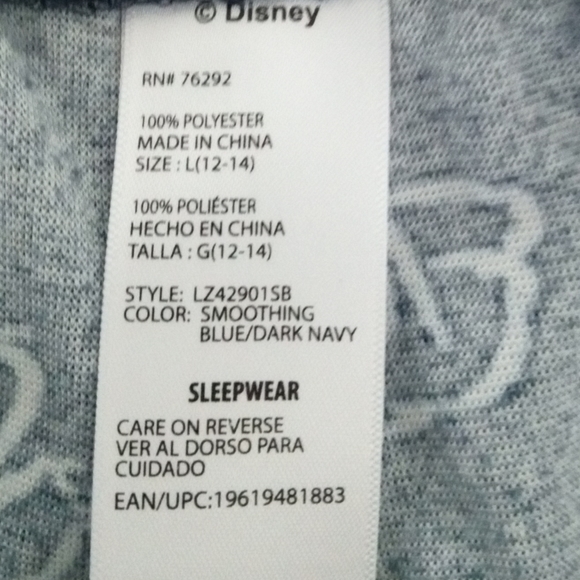 © Disney
RN# 76292
100% POLYESTER
MADE IN CHINA
SIZE : L(12-14)
100% POLIÉSTER
HECHO EN CHINA
TALLA : G(12-14)
STYLE: LZ42901SB
COLOR: SMOOTHING
BLUE/DARK NAVY
SLEEPWEAR
CARE ON REVERSE
VER AL DORSO PARA
CUIDADO
EAN/UPC:19619481883